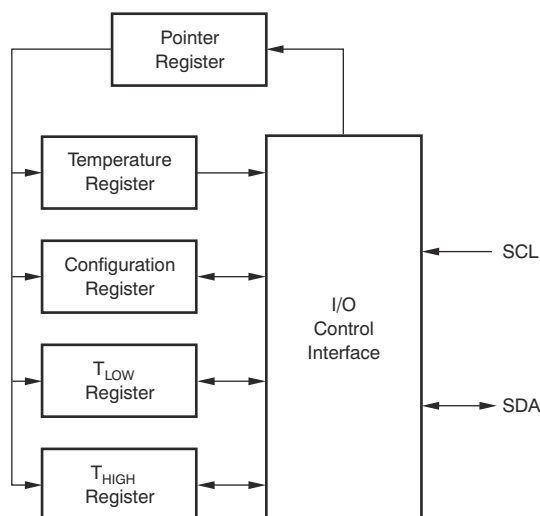 Pointer
Register
Temperature
Register
Configuration
Register
T_LOW
Register
T_HIGH
Register
I/O
Control
Interface
SCL
SDA